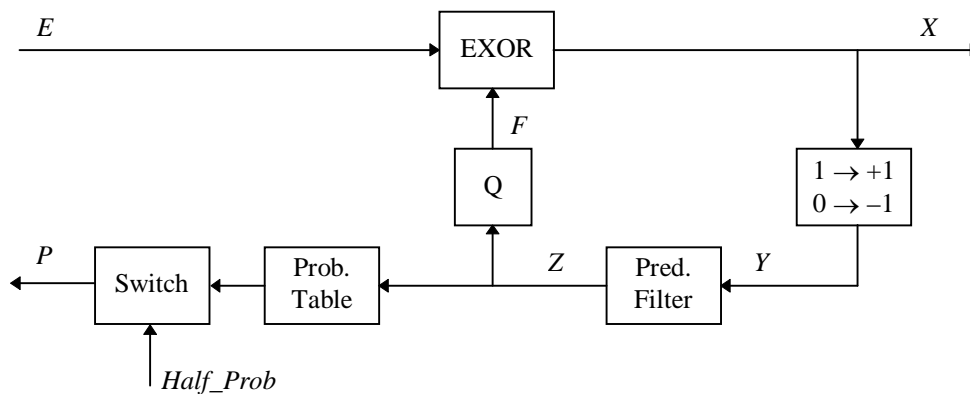 E
EXOR
X
F
Q
1 → +1
0 → –1
P
Switch
Prob.
Table
Z
Pred.
Filter
Y
Half_Prob